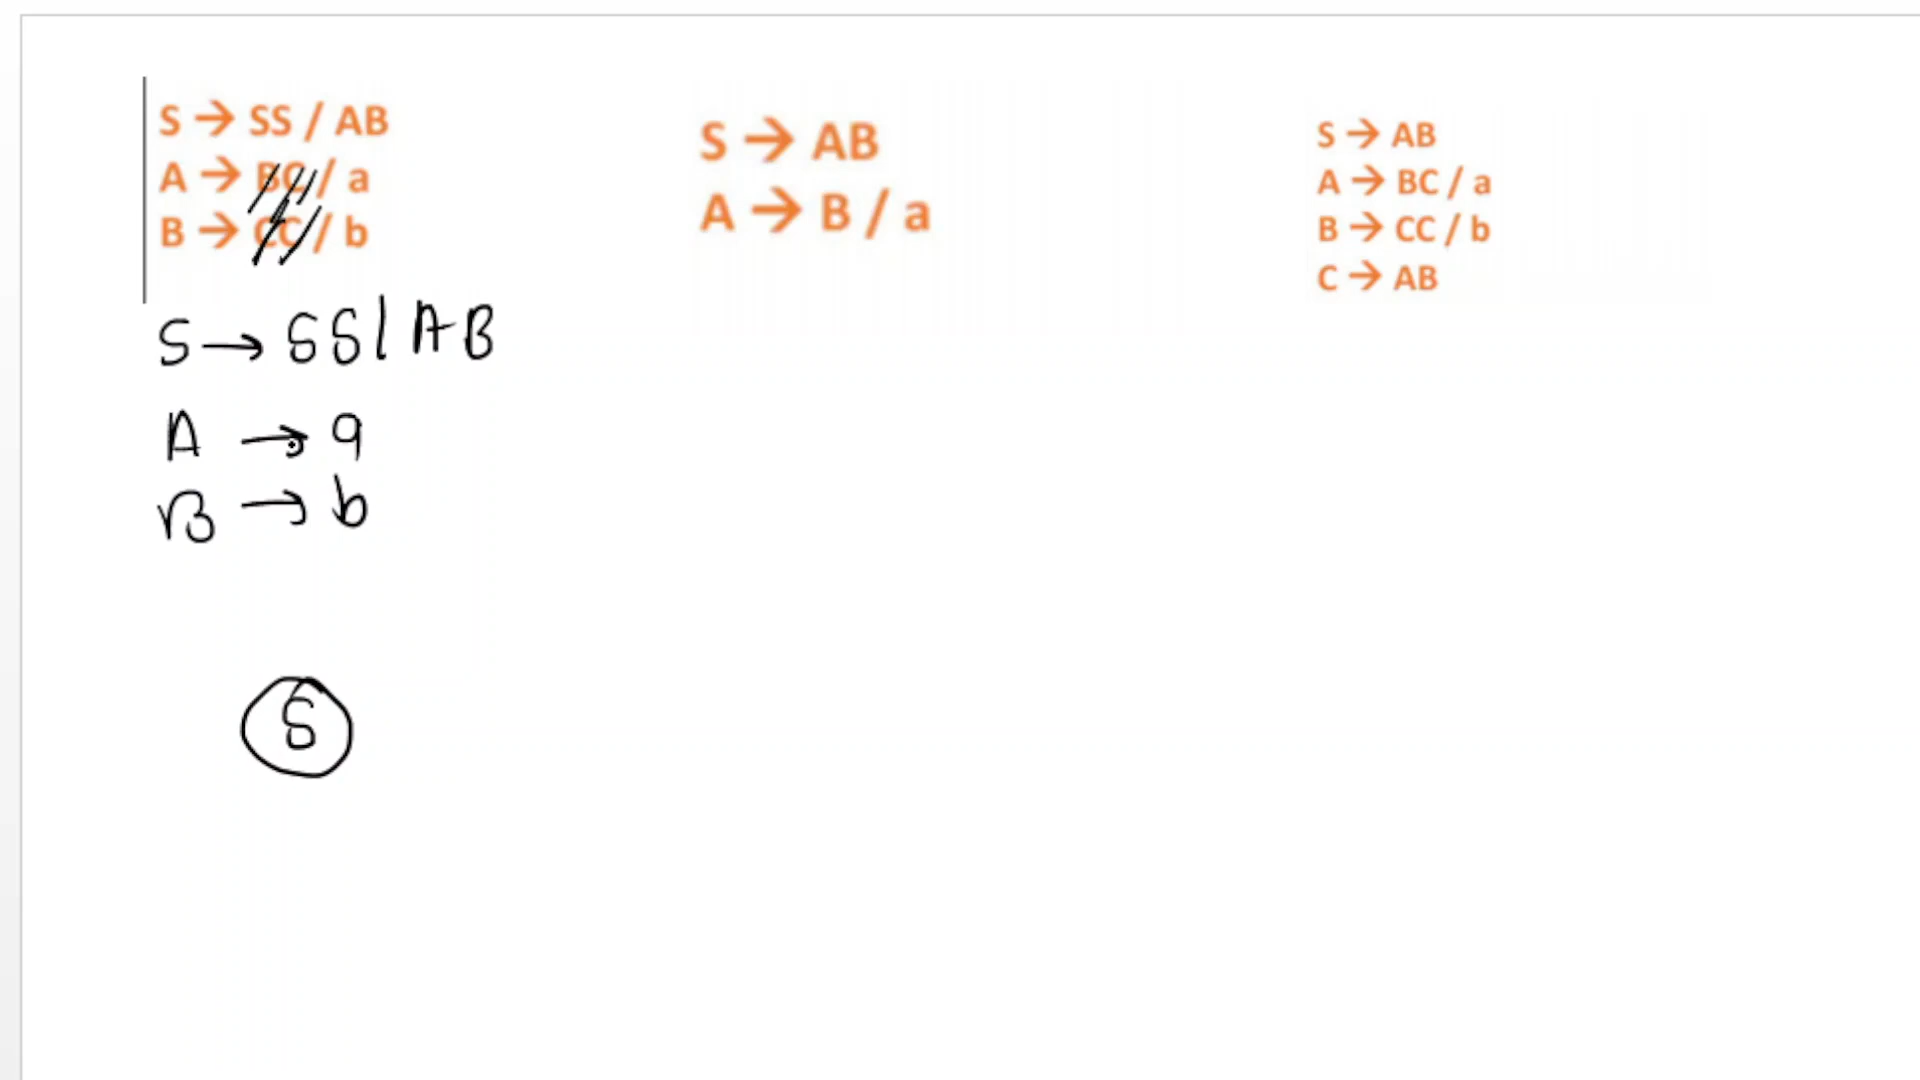 S → SS / AB
A → BC / a
B → CC / b
S → SS | AB
A → a
B → b
S
S → AB
A → B / a
S → AB
A → BC / a
B → CC / b
C → AB